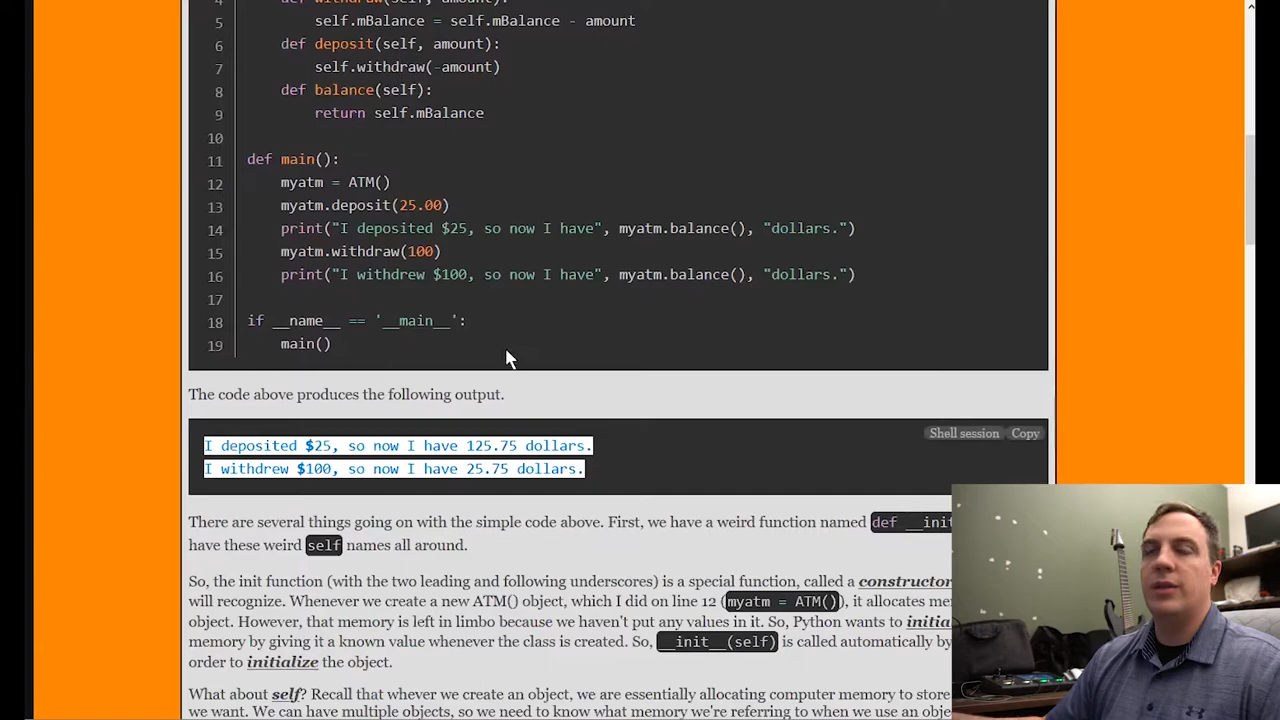 4
5 self.mBalance = self.mBalance - amount
6 def deposit(self, amount):
7 self.withdraw(-amount)
8 def balance(self):
9 return self.mBalance
10
11 def main():
12 myatm = ATM()
13 myatm.deposit(25.00)
14 print("I deposited $25, so now I have", myatm.balance(), "dollars.")
15 myatm.withdraw(100)
16 print("I withdrew $100, so now I have", myatm.balance(), "dollars.")
17
18 if __name__ == '__main__':
19 main()
The code above produces the following output.
Shell session Copy
I deposited $25, so now I have 125.75 dollars.
I withdrew $100, so now I have 25.75 dollars.
There are several things going on with the simple code above. First, we have a weird function named def __init
have these weird self names all around.
So, the init function (with the two leading and following underscores) is a special function, called a constructor
will recognize. Whenever we create a new ATM() object, which I did on line 12 (myatm = ATM()), it allocates mem
object. However, that memory is left in limbo because we haven't put any values in it. So, Python wants to initia
memory by giving it a known value whenever the class is created. So, __init__(self) is called automatically by
order to initialize the object.
What about self? Recall that whever we create an object, we are essentially allocating computer memory to store
we want. We can have multiple objects, so we need to know what memory we're referring to when we use an obje